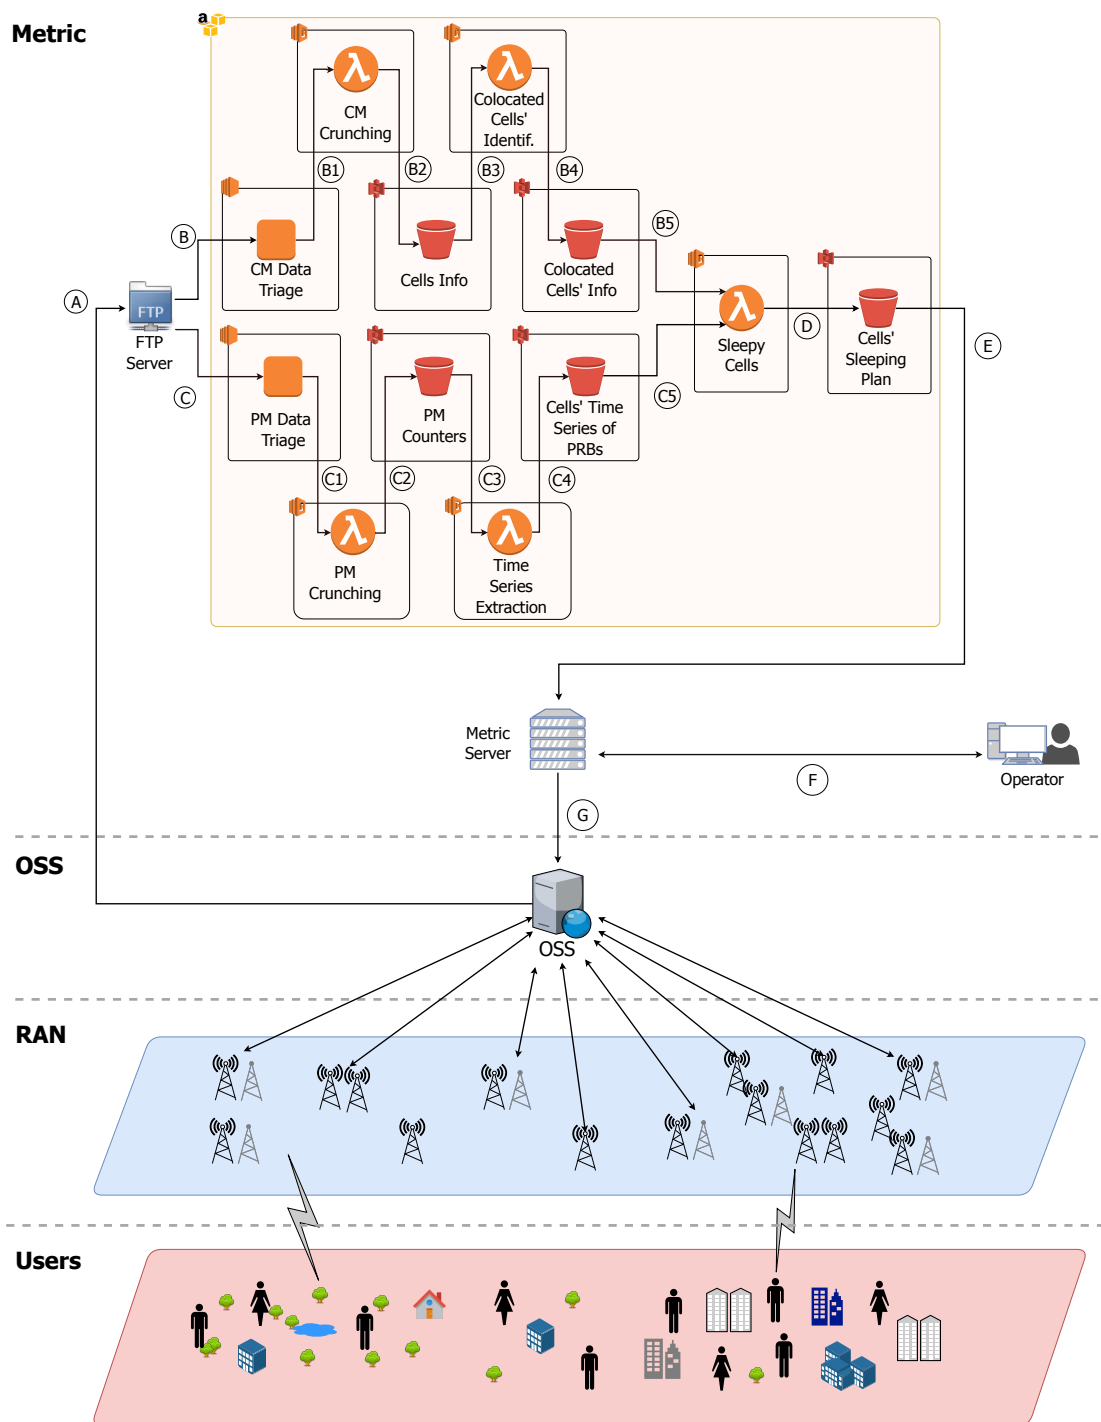 Metric
a
CM
Crunching
Colocated
Cells'
Identif.
B1
B2
B3
B4
B
CM Data
Triage
Cells Info
Colocated
Cells' Info
B5
A
FTP
FTP
Server
Sleepy
Cells
D
Cells'
Sleeping
Plan
E
C
PM Data
Triage
PM
Counters
Cells' Time
Series of
PRBs
C5
C1
C2
C3
C4
PM
Crunching
Time
Series
Extraction
Metric
Server
F
Operator
G
OSS
OSS
RAN
Users